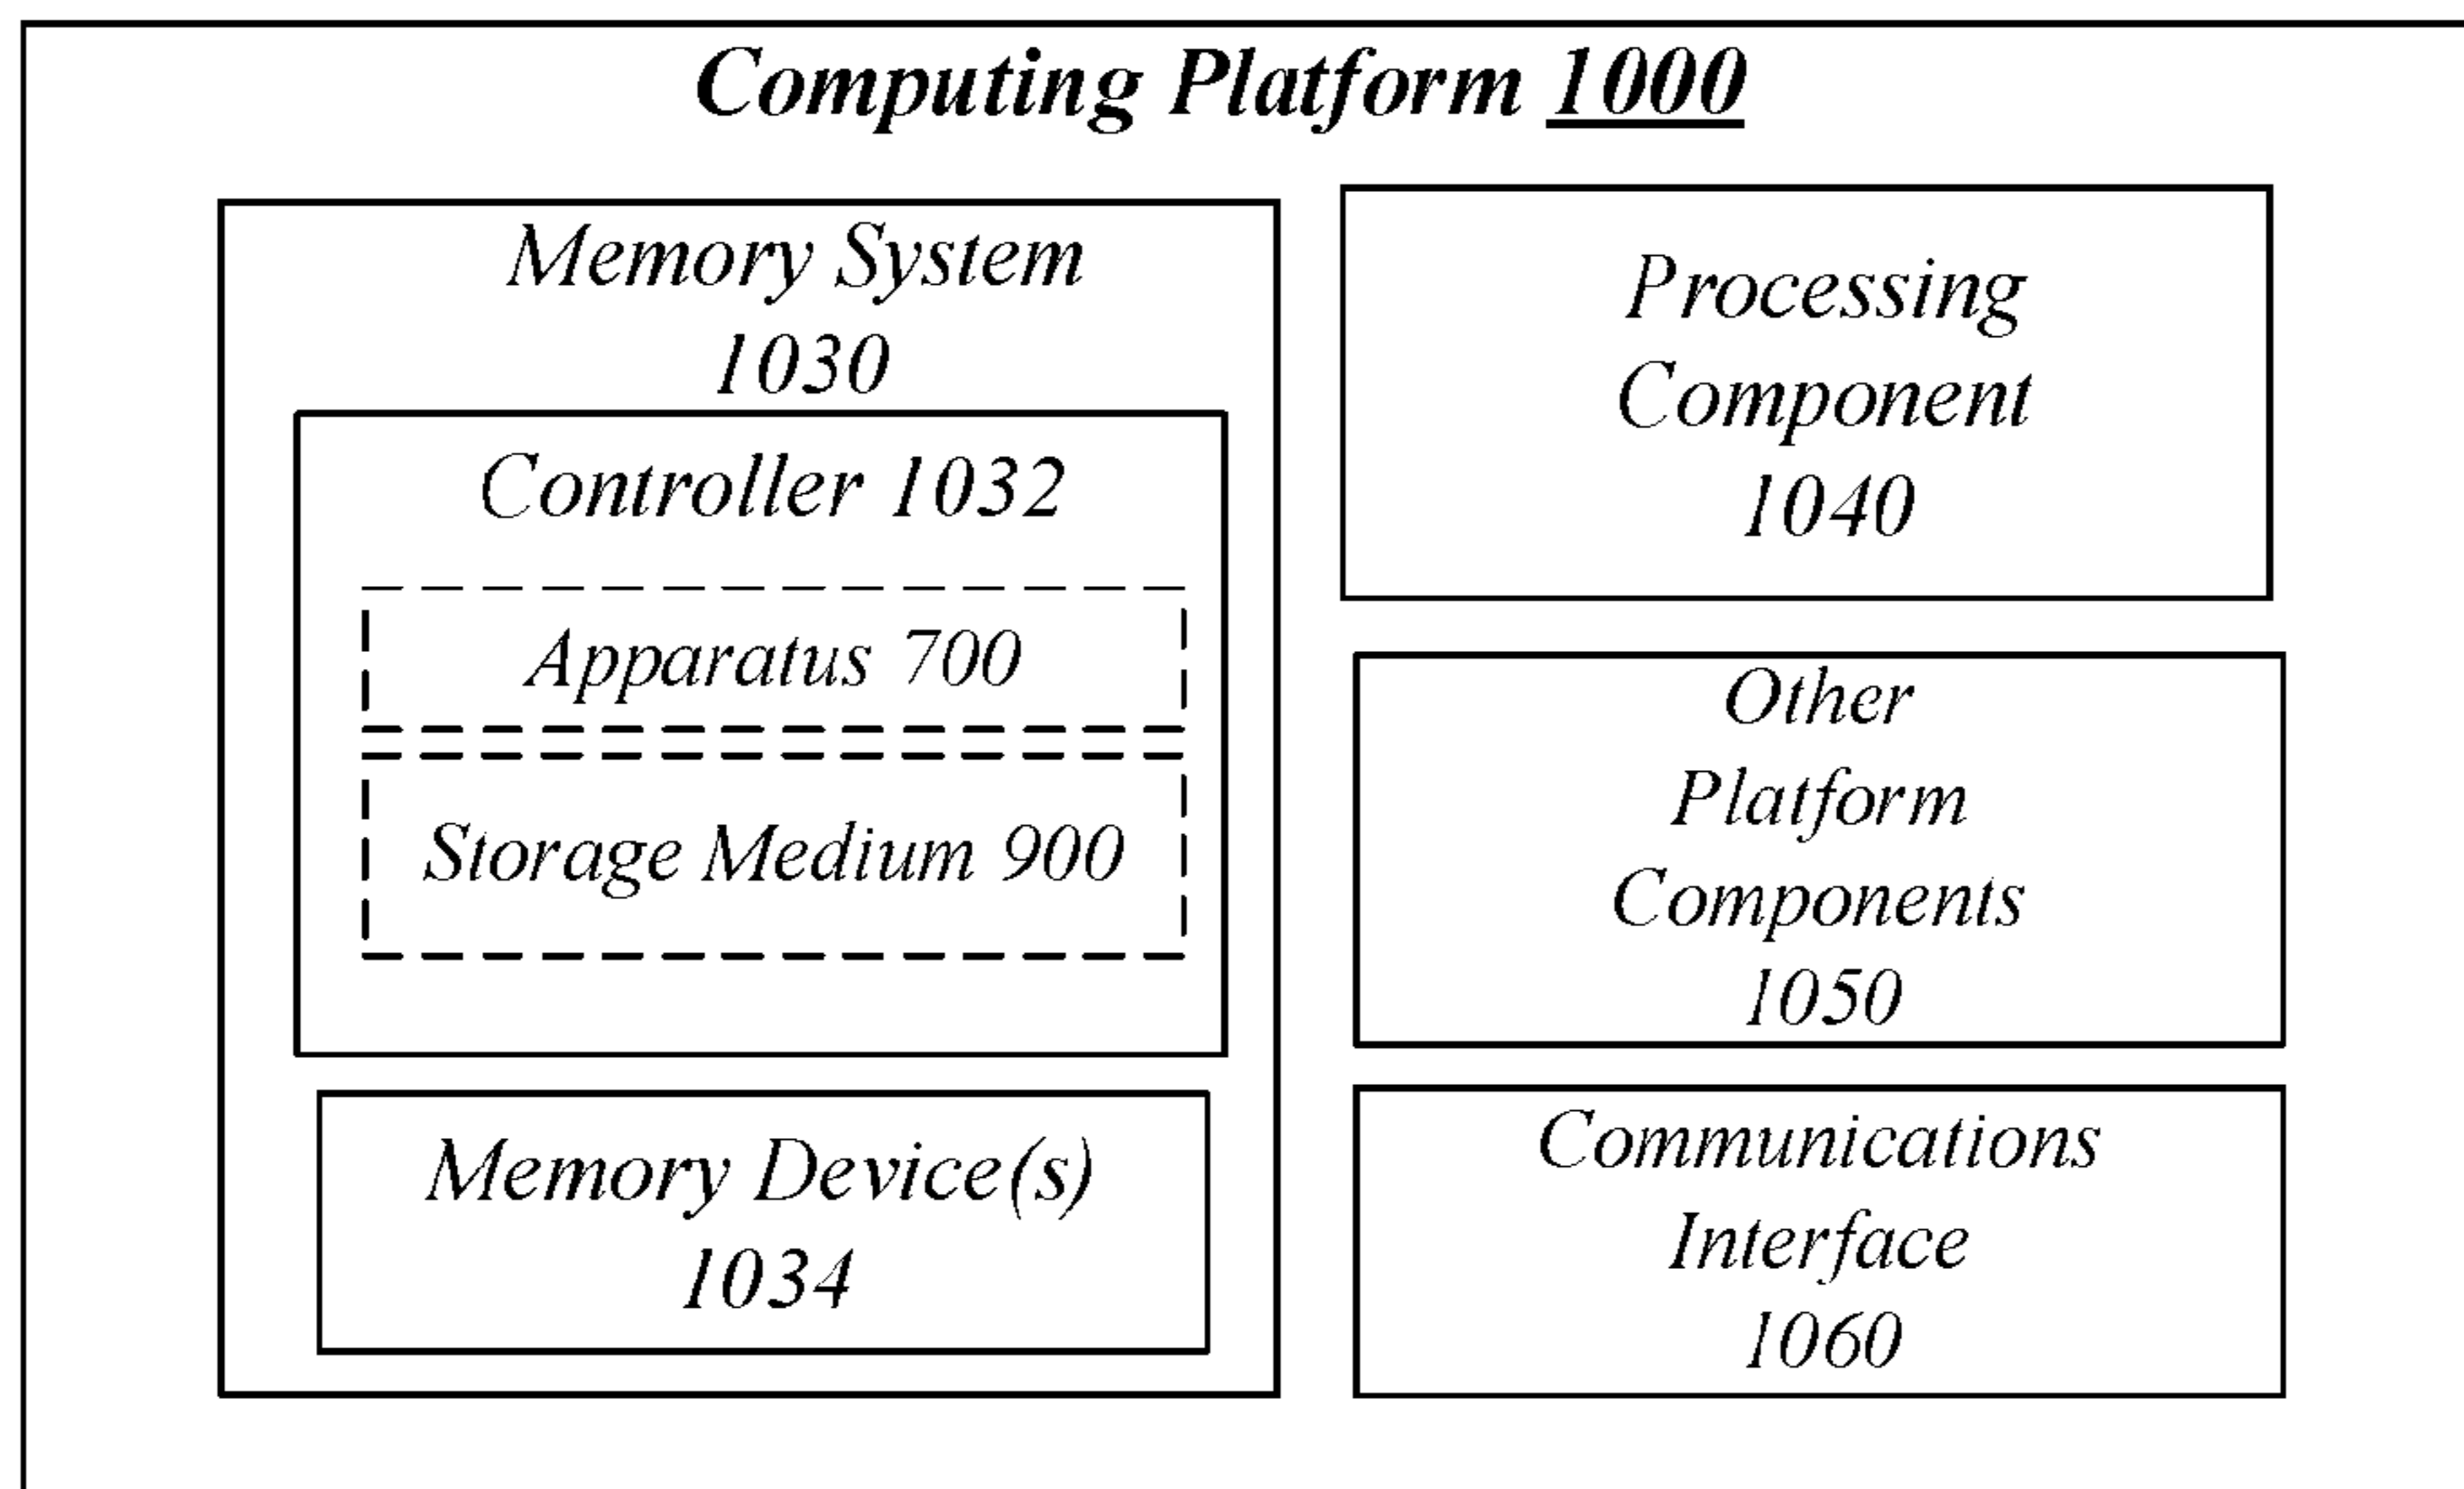 Computing Platform 1000
Memory System
1030
Controller 1032
Apparatus 700
Storage Medium 900
Memory Device(s)
1034
Processing
Component
1040
Other
Platform
Components
1050
Communications
Interface
1060